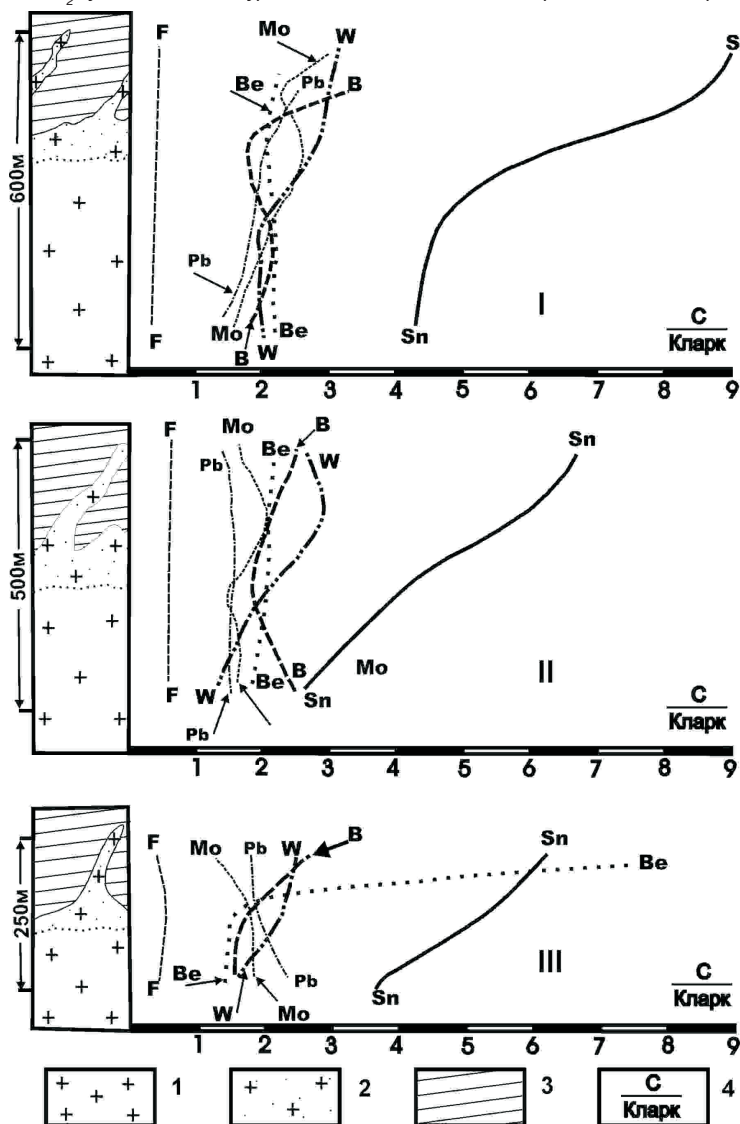 F Mo W S
Be Pb B
600м
Pb
I
F Mo B W Be Sn
С
Кларк
1 2 3 4 5 6 7 8 9
F Mo B Sn
Pb Be W
500м
F W Be B Sn Mo II
Pb
С
Кларк
1 2 3 4 5 6 7 8 9
F Mo Pb W B Sn
Be
250м
F Be W Mo Pb Sn III
С
Кларк
1 2 3 4 5 6 7 8 9
1 2 3 С 4
Кларк